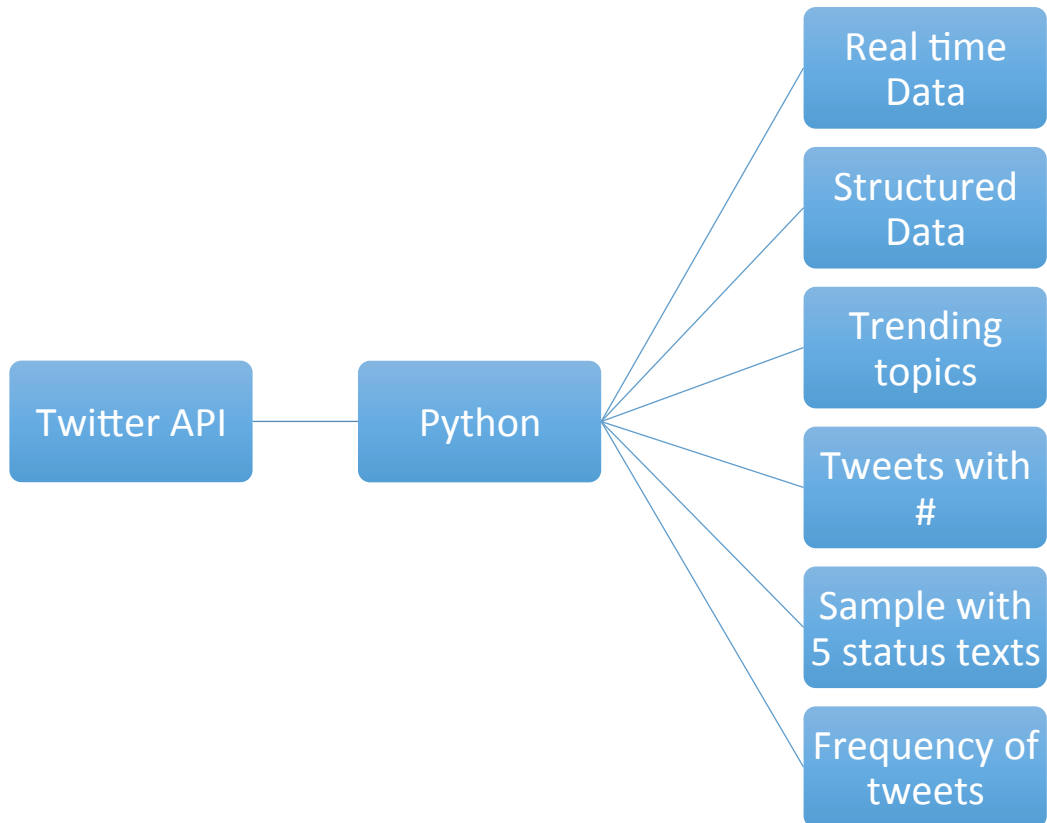 Twitter API
Python
Real time
Data
Structured
Data
Trending
topics
Tweets with
#
Sample with
5 status texts
Frequency of
tweets